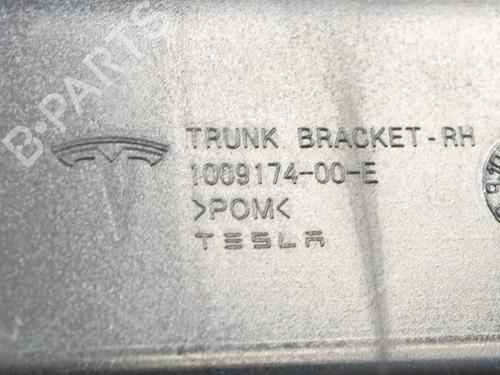 B-PARTS
TRUNK BRACKET-RH
1009174-00-E
>POM<
TESLA